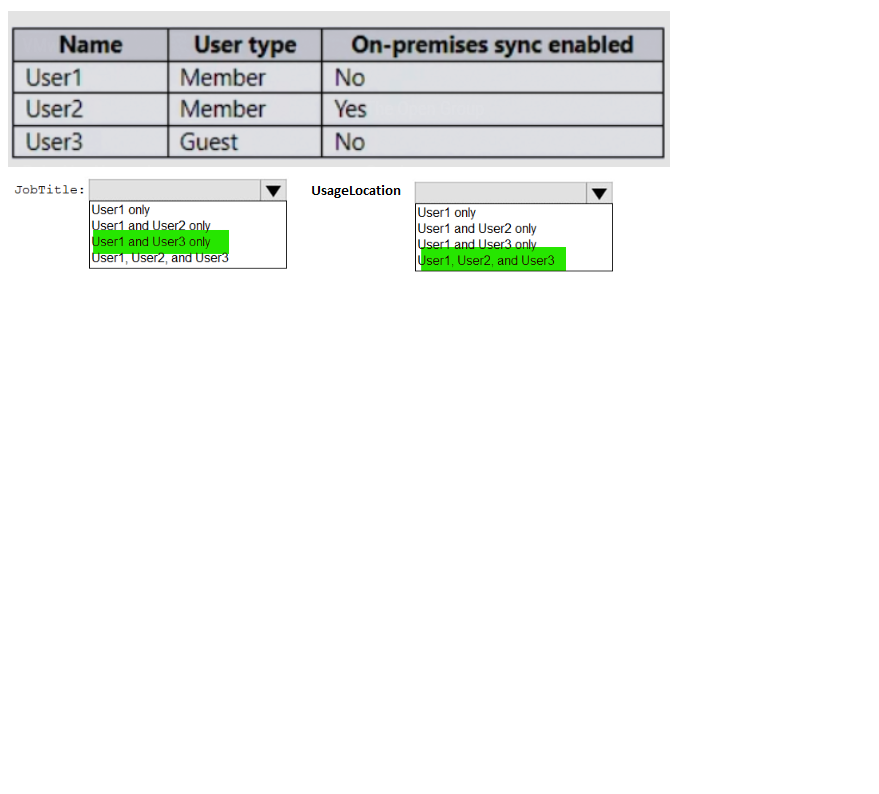 Name User type On-premises sync enabled
User1 Member No
User2 Member Yes
User3 Guest No
JobTitle:
User1 only
User1 and User2 only
User1 and User3 only
User1, User2, and User3
UsageLocation
User1 only
User1 and User2 only
User1 and User3 only
User1, User2, and User3